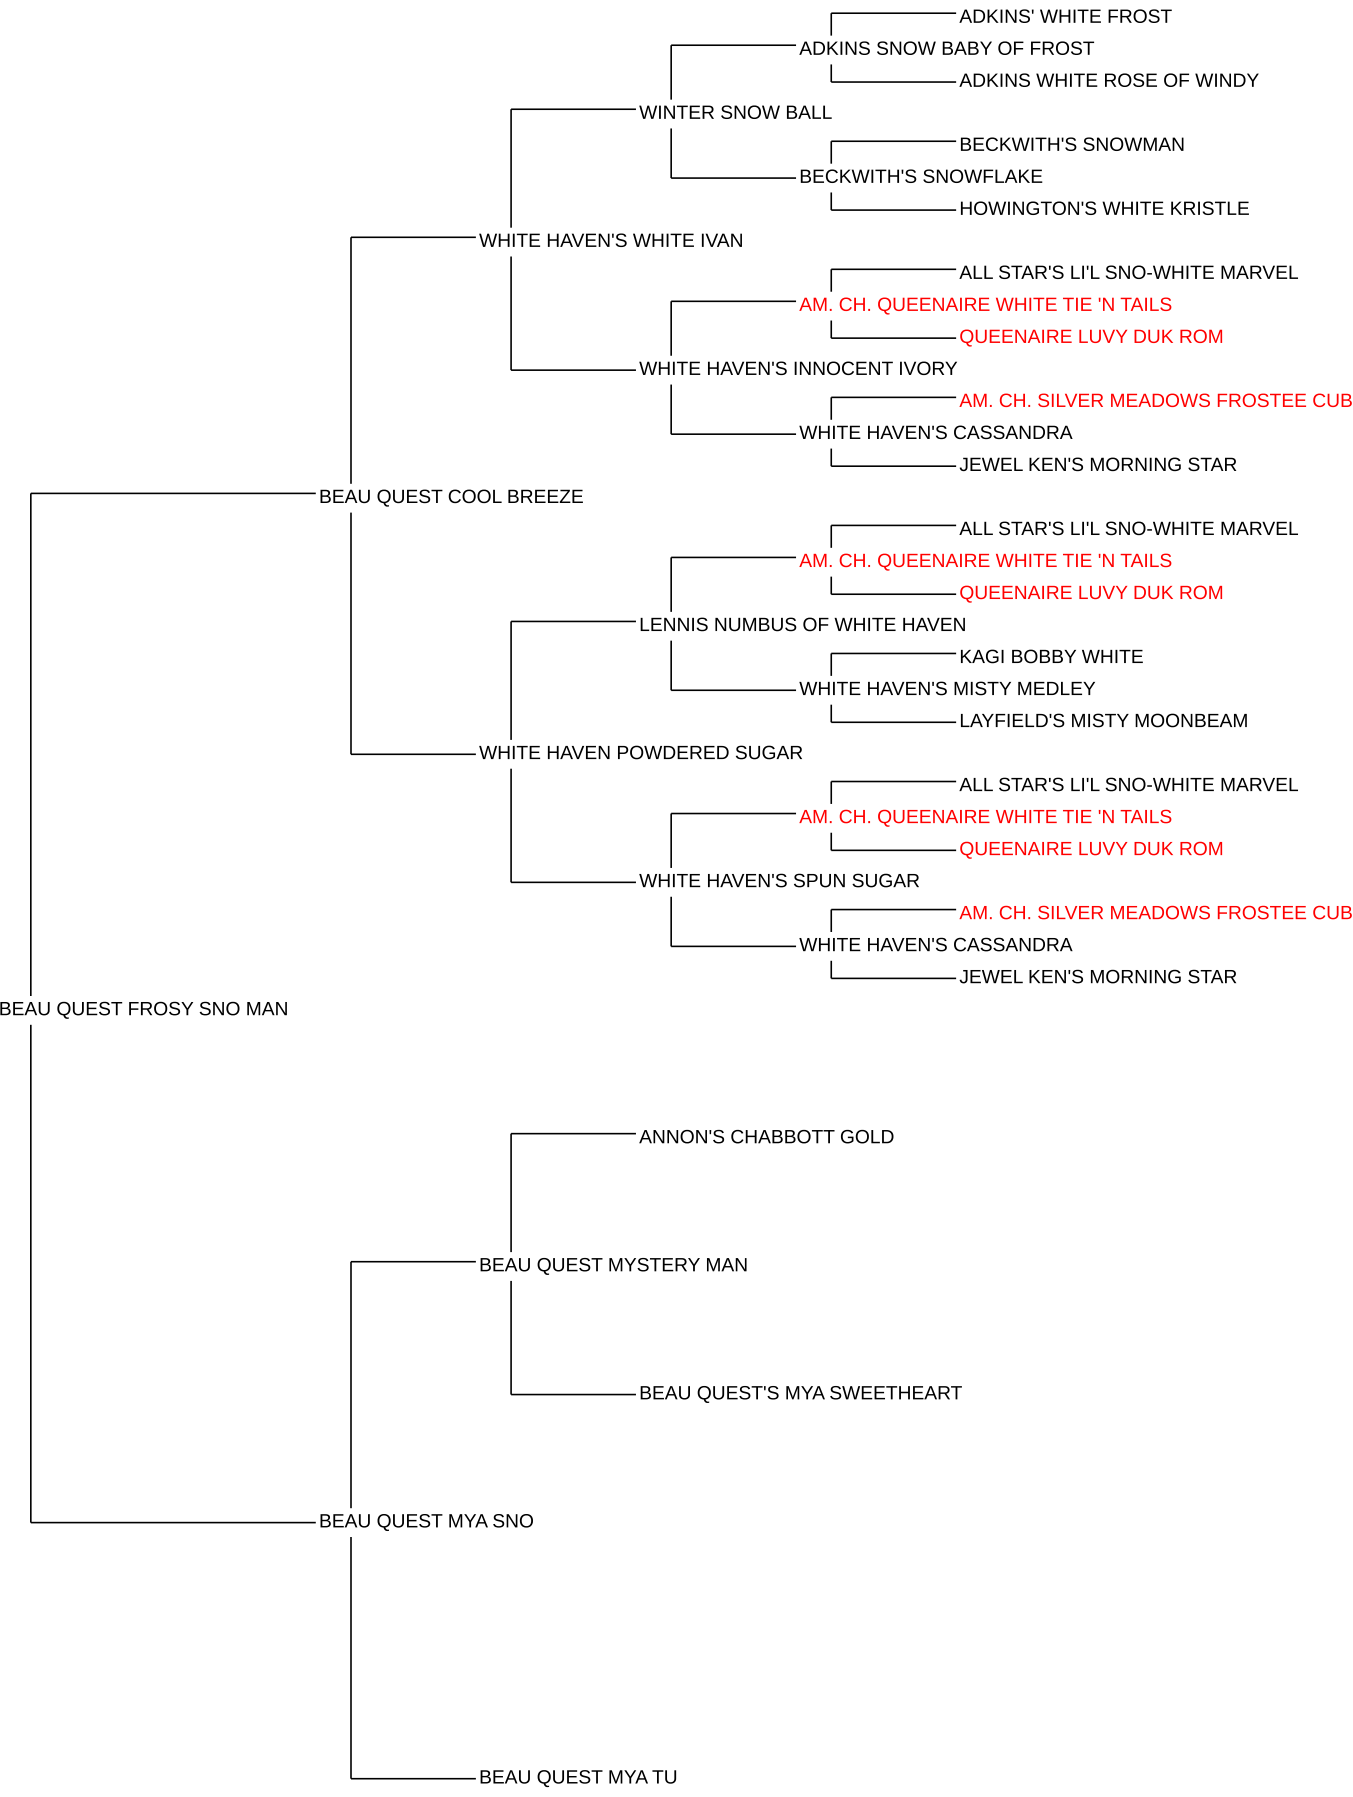 ADKINS' WHITE FROST
ADKINS SNOW BABY OF FROST
ADKINS WHITE ROSE OF WINDY
WINTER SNOW BALL
BECKWITH'S SNOWMAN
BECKWITH'S SNOWFLAKE
HOWINGTON'S WHITE KRISTLE
WHITE HAVEN'S WHITE IVAN
ALL STAR'S LI'L SNO-WHITE MARVEL
AM. CH. QUEENAIRE WHITE TIE 'N TAILS
QUEENAIRE LUVY DUK ROM
WHITE HAVEN'S INNOCENT IVORY
AM. CH. SILVER MEADOWS FROSTEE CUB
WHITE HAVEN'S CASSANDRA
JEWEL KEN'S MORNING STAR
BEAU QUEST COOL BREEZE
ALL STAR'S LI'L SNO-WHITE MARVEL
AM. CH. QUEENAIRE WHITE TIE 'N TAILS
QUEENAIRE LUVY DUK ROM
LENNIS NUMBUS OF WHITE HAVEN
KAGI BOBBY WHITE
WHITE HAVEN'S MISTY MEDLEY
LAYFIELD'S MISTY MOONBEAM
WHITE HAVEN POWDERED SUGAR
ALL STAR'S LI'L SNO-WHITE MARVEL
AM. CH. QUEENAIRE WHITE TIE 'N TAILS
QUEENAIRE LUVY DUK ROM
WHITE HAVEN'S SPUN SUGAR
AM. CH. SILVER MEADOWS FROSTEE CUB
WHITE HAVEN'S CASSANDRA
JEWEL KEN'S MORNING STAR
BEAU QUEST FROSY SNO MAN
ANNON'S CHABBOTT GOLD
BEAU QUEST MYSTERY MAN
BEAU QUEST'S MYA SWEETHEART
BEAU QUEST MYA SNO
BEAU QUEST MYA TU